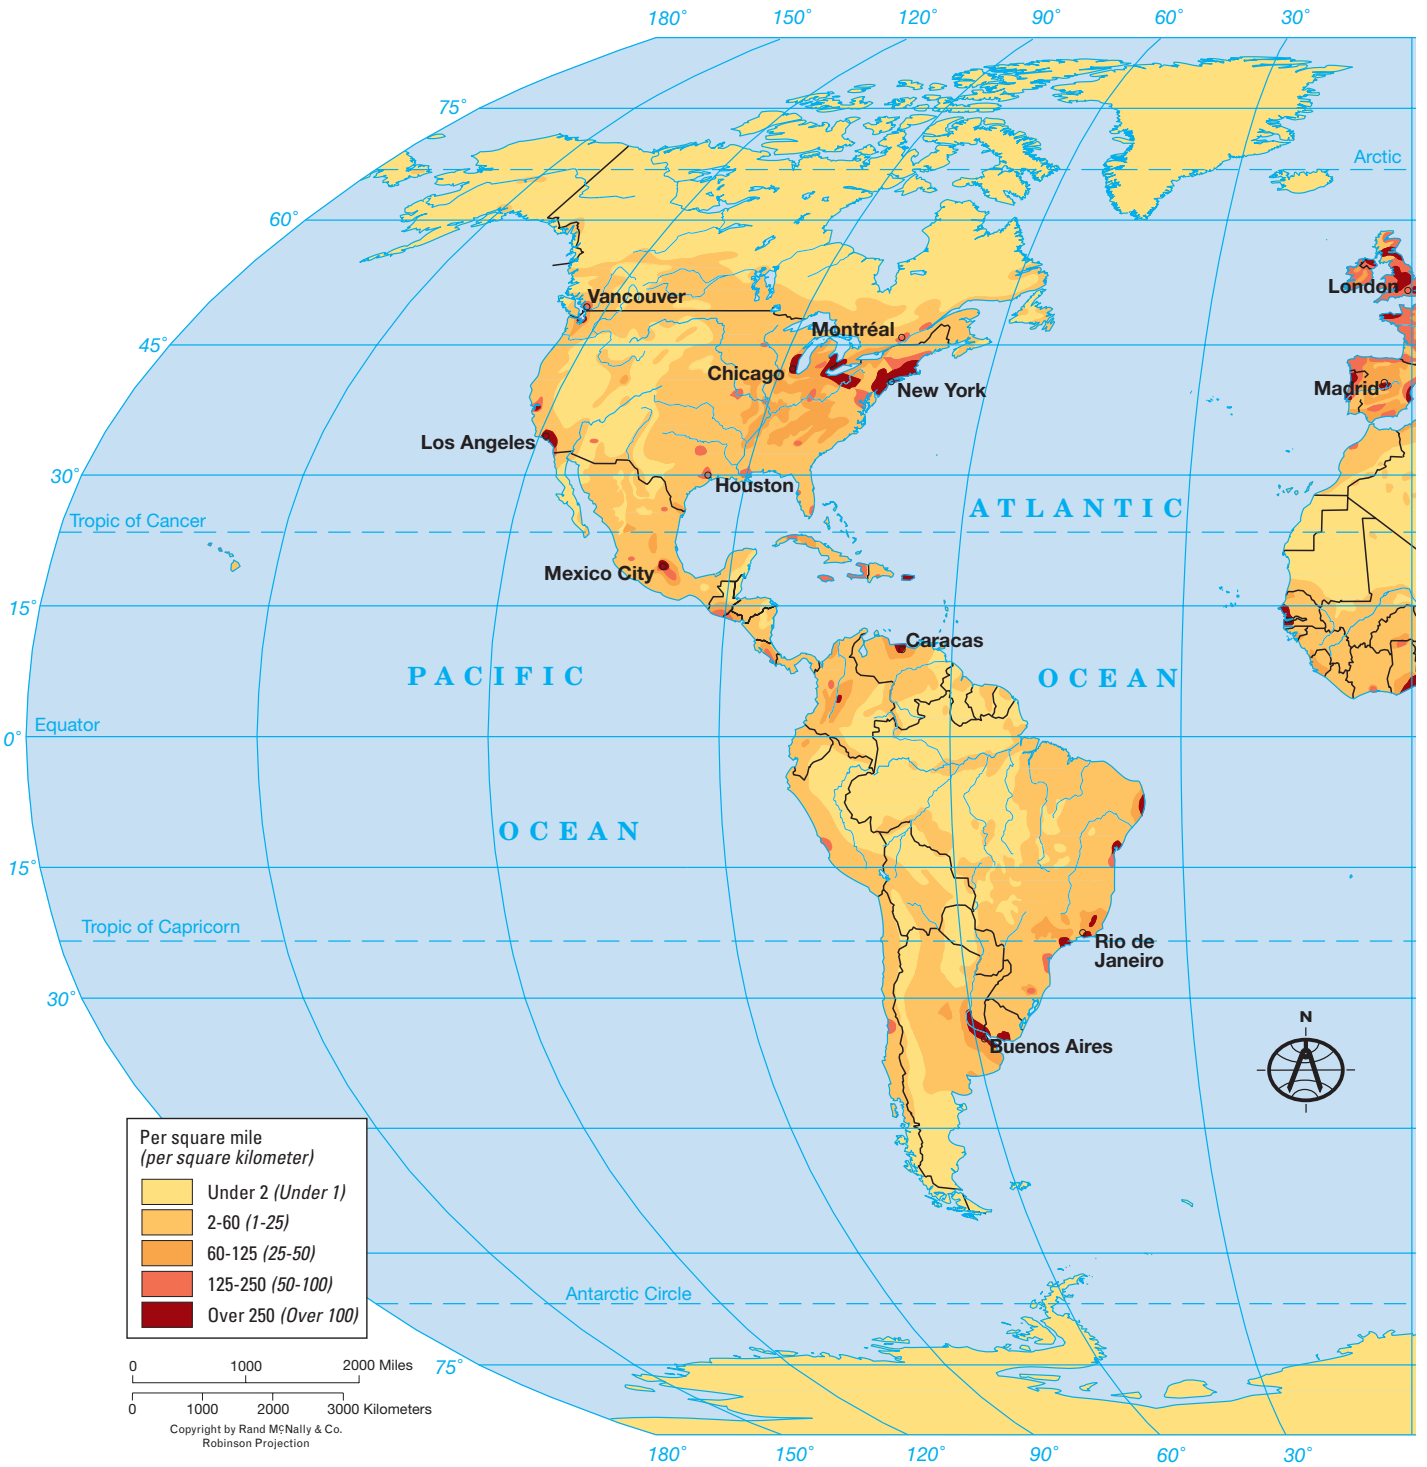 180° 150° 120° 90° 60° 30°
75°
Arctic
60°
London
Vancouver
Montréal
45°
Chicago
Madrid
New York
Los Angeles
30°
Houston
ATLANTIC
Tropic of Cancer
Mexico City
15°
Caracas
PACIFIC
OCEAN
Equator
0°
OCEAN
15°
Tropic of Capricorn
Rio de
Janeiro
30°
N
Buenos Aires
Per square mile
(per square kilometer)
Under 2 (Under 1)
2-60 (1-25)
60-125 (25-50)
125-250 (50-100)
Over 250 (Over 100)
Antarctic Circle
0 1000 2000 Miles
75°
0 1000 2000 3000 Kilometers
Copyright by Rand McNally & Co.
Robinson Projection
180° 150° 120° 90° 60° 30°